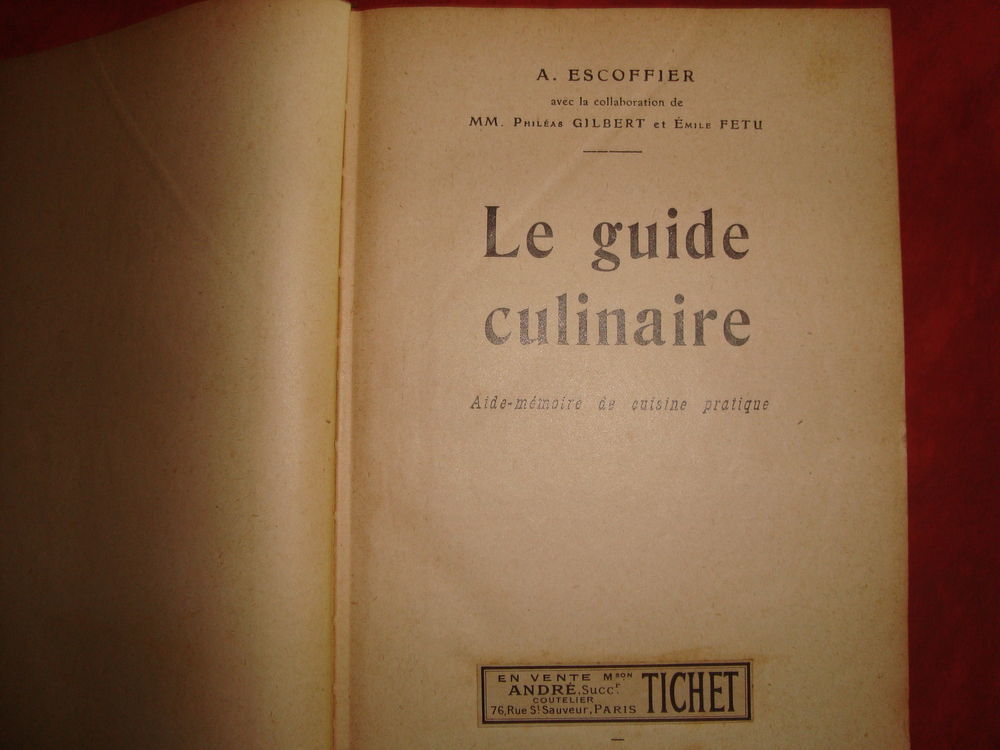 A. ESCOFFIER
avec la collaboration de
MM. PHILÉAS GILBERT et ÉMILE FETU
Le guide
culinaire
Aide-mémoire de cuisine pratique
EN VENTE Mson
ANDRÉ, Succr
COUTELIER
76, Rue St Sauveur, PARIS
TICHET